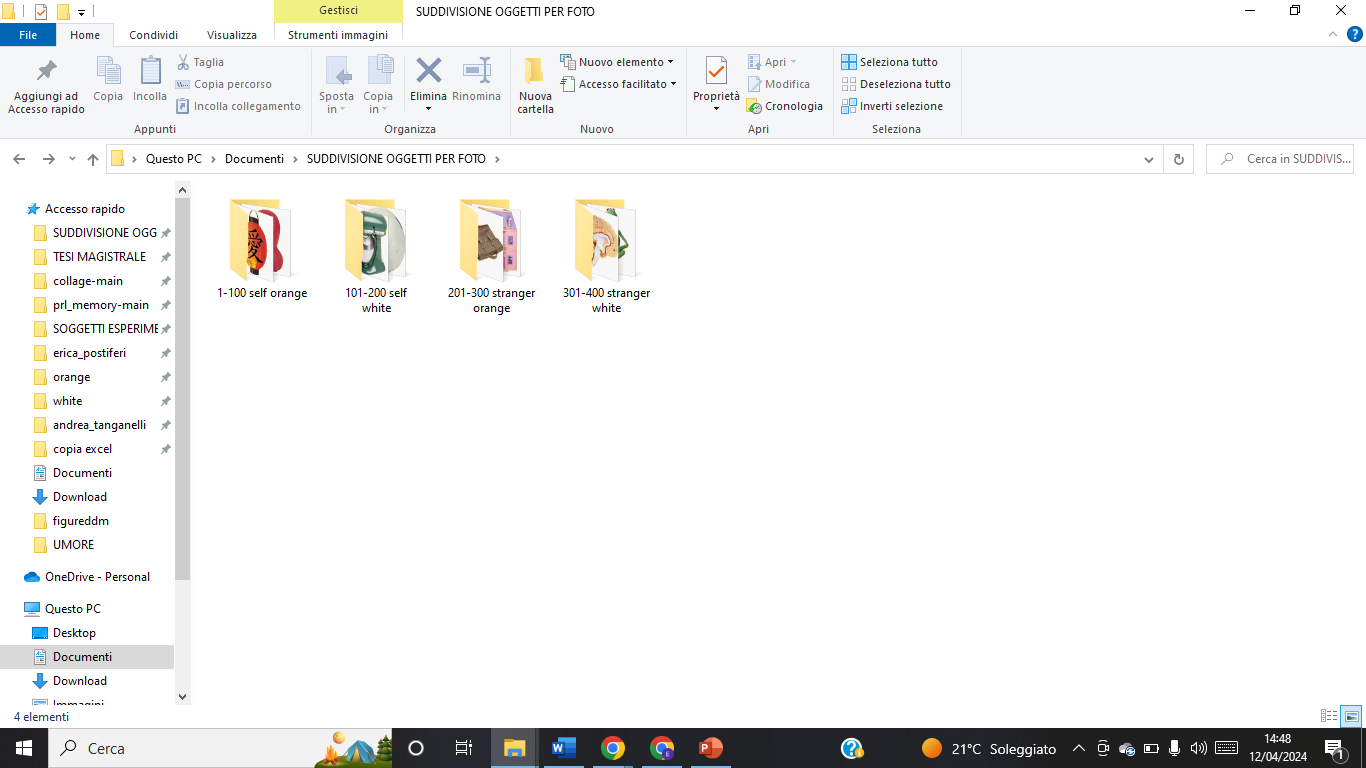 Gestisci
SUDDIVISIONE OGGETTI PER FOTO
File
Home
Condividi
Visualizza
Strumenti immagini
Aggiungi ad
Accesso rapido
Copia
Incolla
Taglia
Copia percorso
Incolla collegamento
Appunti
Sposta
in
Copia
in
Elimina
Rinomina
Organizza
Nuova
cartella
Nuovo elemento
Accesso facilitato
Nuovo
Proprietà
Apri
Modifica
Cronologia
Apri
Seleziona tutto
Deseleziona tutto
Inverti selezione
Seleziona
Questo PC > Documenti > SUDDIVISIONE OGGETTI PER FOTO >
Cerca in SUDDIVIS...
Accesso rapido
SUDDIVISIONE OGG
TESI MAGISTRALE
collage-main
prl_memory-main
SOGGETTI ESPERIME
erica_postiferi
orange
white
andrea_tanganelli
copia excel
Documenti
Download
figureddm
UMORE
OneDrive - Personal
Questo PC
Desktop
Documenti
Download
Immagini
愛
1-100 self orange
101-200 self
white
201-300 stranger
orange
301-400 stranger
white
4 elementi
Cerca
21°C Soleggiato
14:48
12/04/2024
1